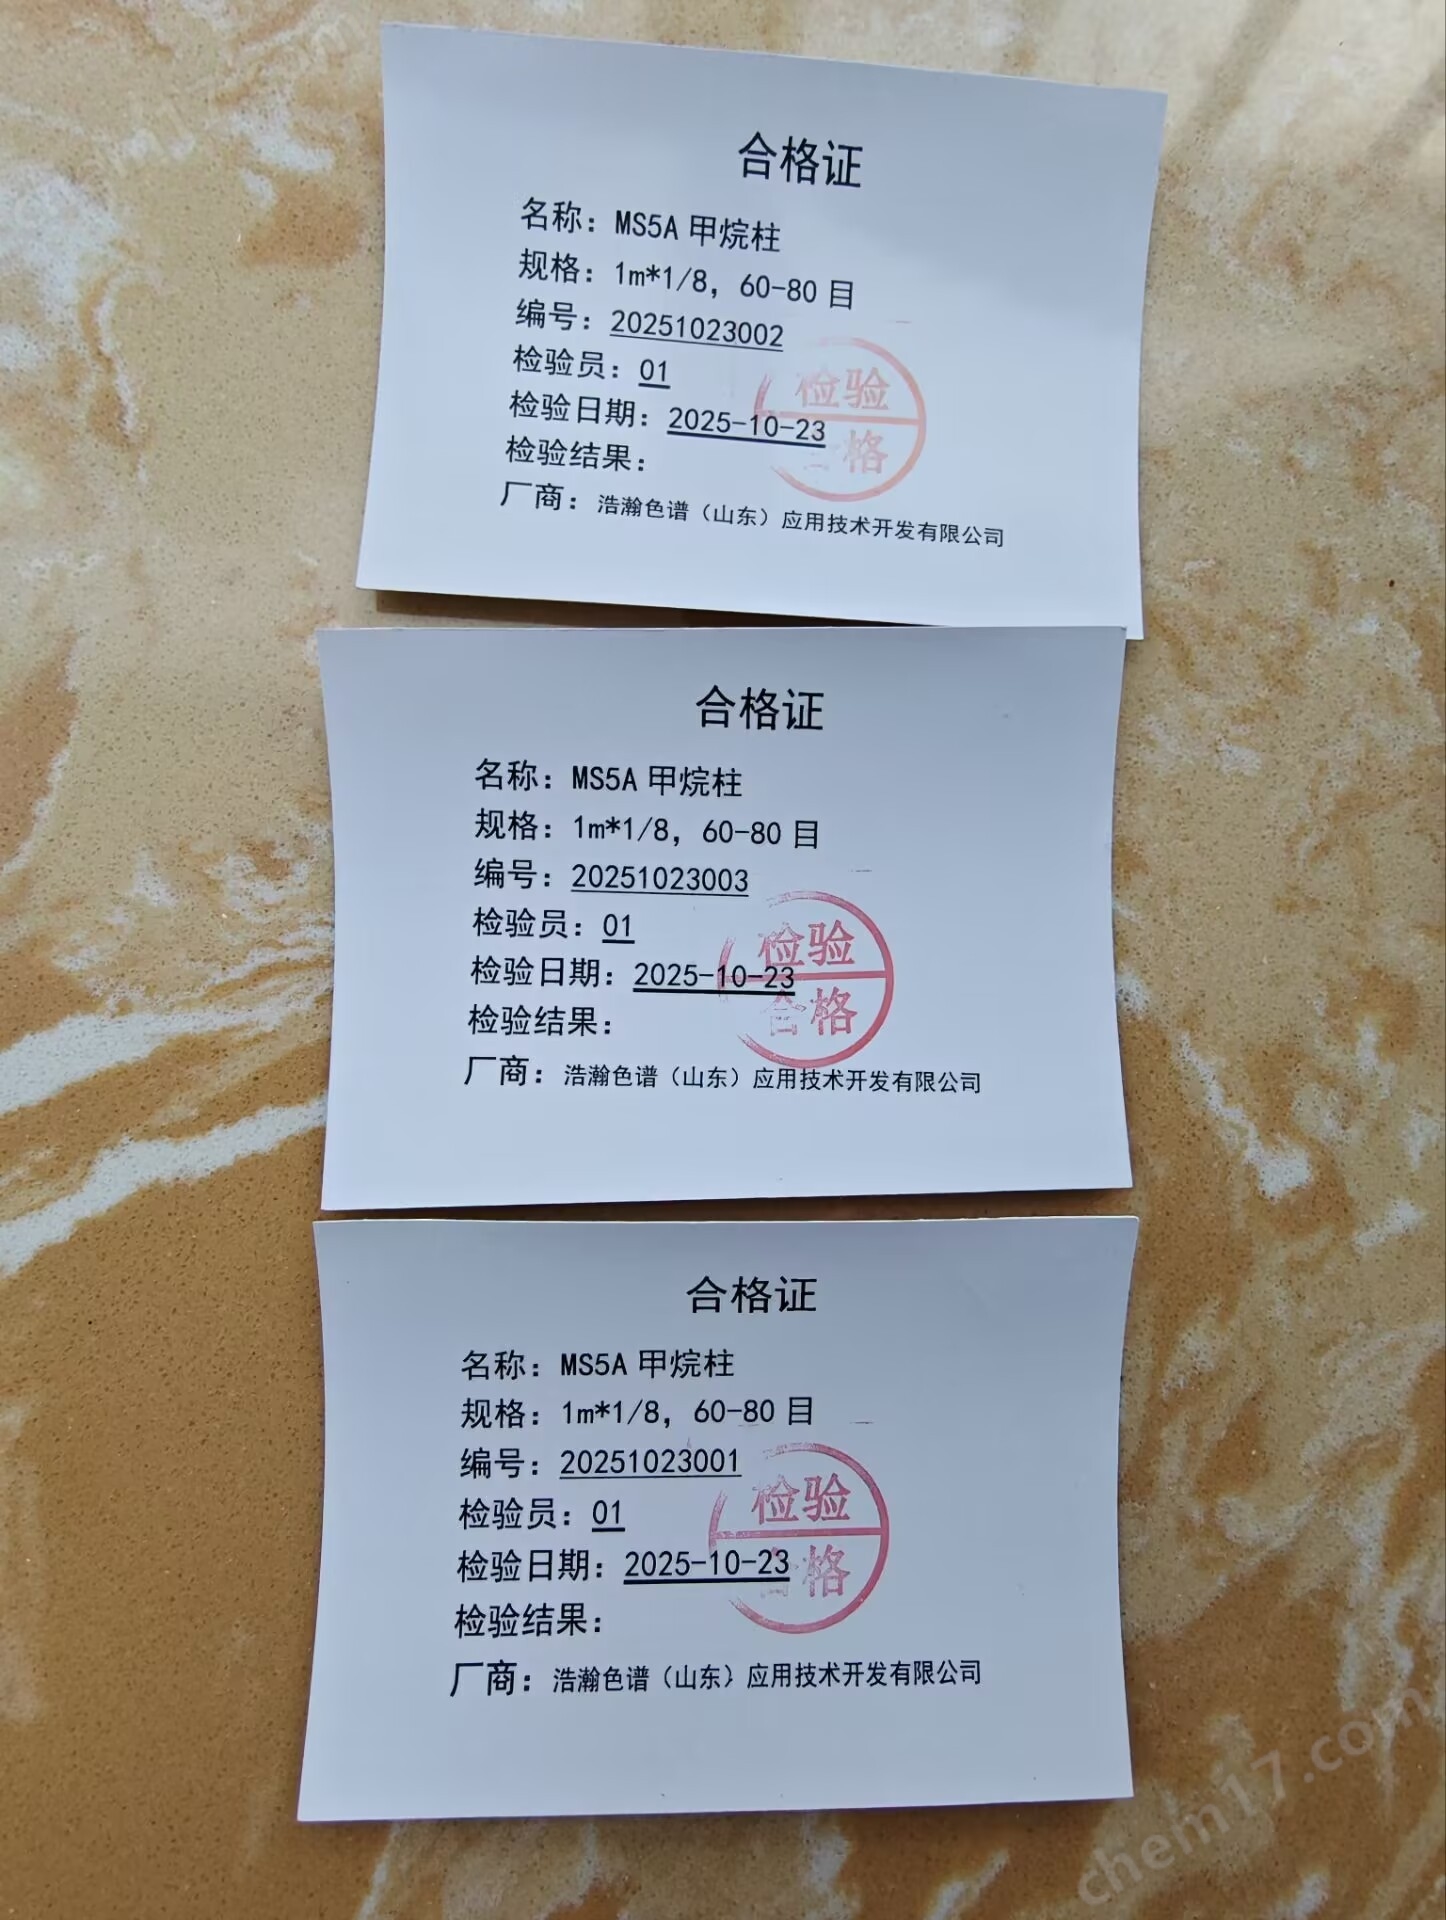 合格证
名称：MS5A 甲烷柱
规格：1m*1/8，60-80 目
编号：20251023002
检验员：01
检验日期：2025-10-23
检验结果：
厂商：浩瀚色谱（山东）应用技术开发有限公司
检验
合格
合格证
名称：MS5A 甲烷柱
规格：1m*1/8，60-80 目
编号：20251023003
检验员：01
检验日期：2025-10-23
检验结果：
厂商：浩瀚色谱（山东）应用技术开发有限公司
检验
合格
合格证
名称：MS5A 甲烷柱
规格：1m*1/8，60-80 目
编号：20251023001
检验员：01
检验日期：2025-10-23
检验结果：
厂商：浩瀚色谱（山东）应用技术开发有限公司
检验
合格
chem17.com